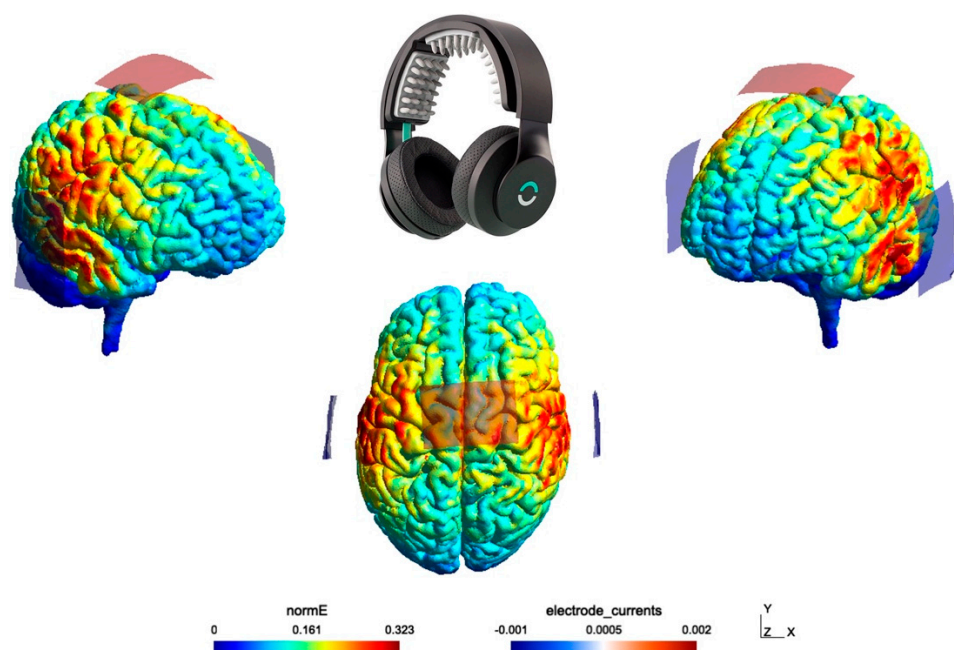 normE
0 0.161 0.323
electrode_currents
-0.001 0.0005 0.002
Y
Z X